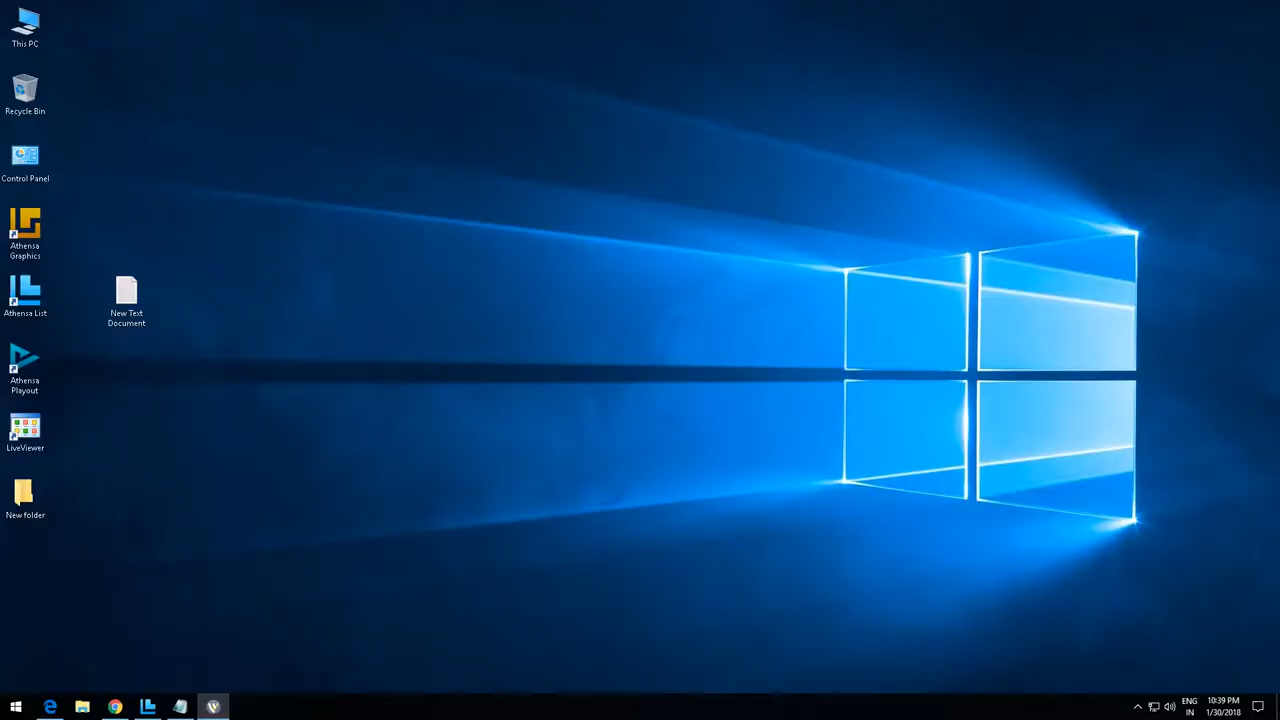 This PC
Recycle Bin
Control Panel
Athensa
Graphics
Athensa List
New Text
Document
Athensa
Playout
LiveViewer
New folder
ENG
IN
10:39 PM
1/30/2018